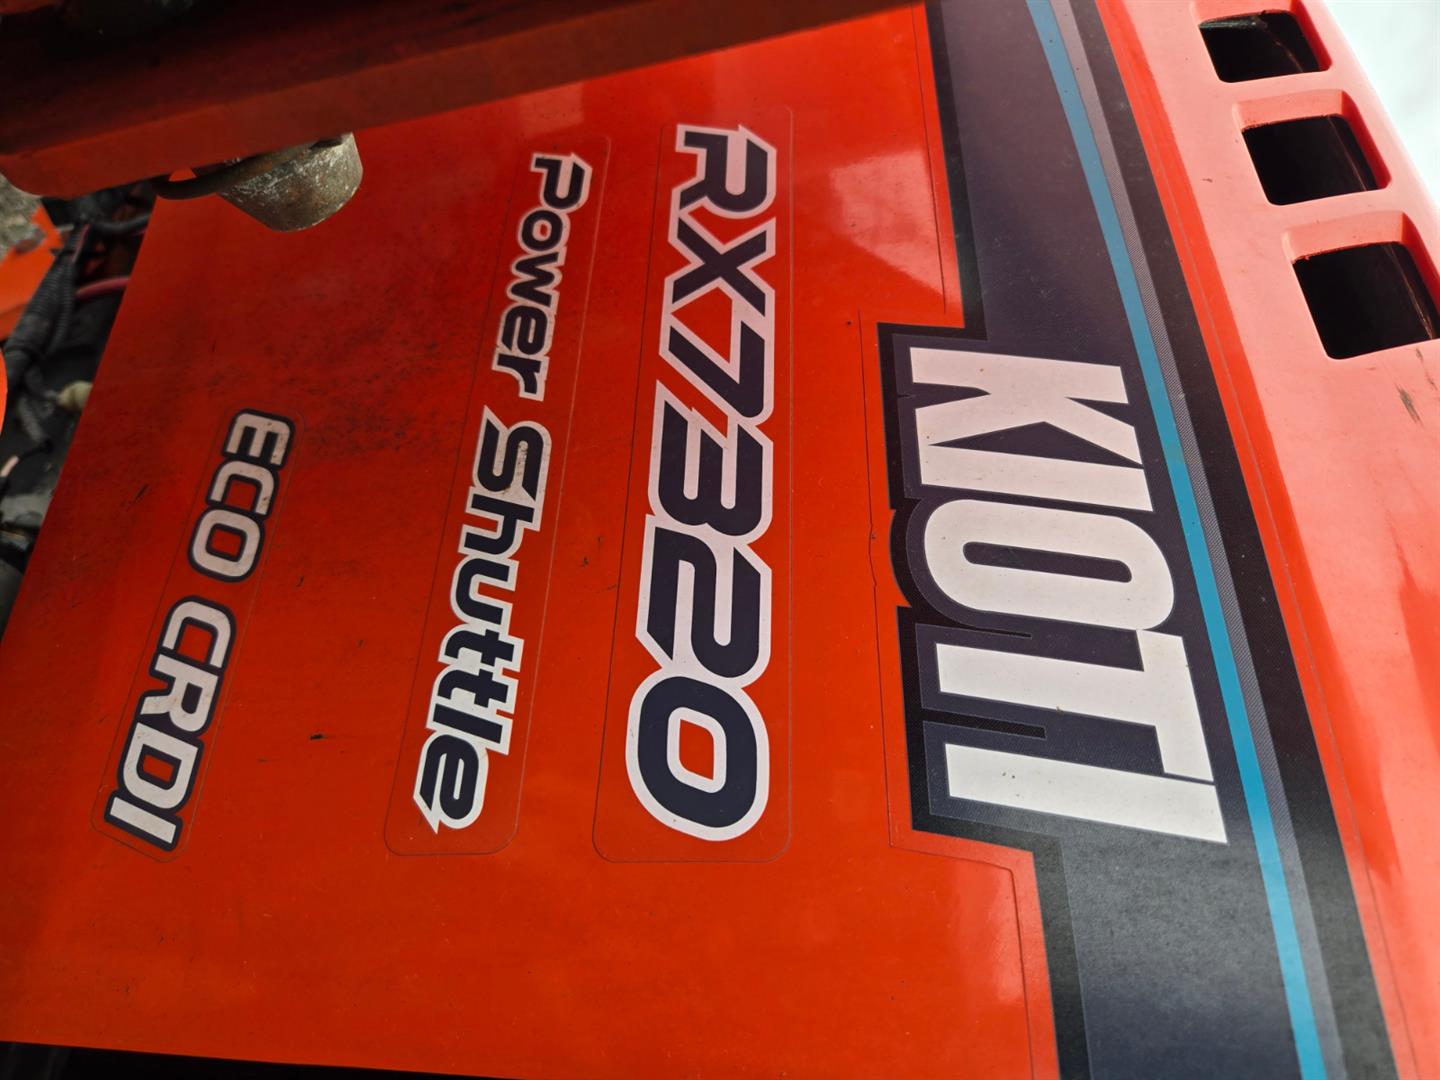 KIOTI
RX7320
Power Shuttle
ECO CRDI